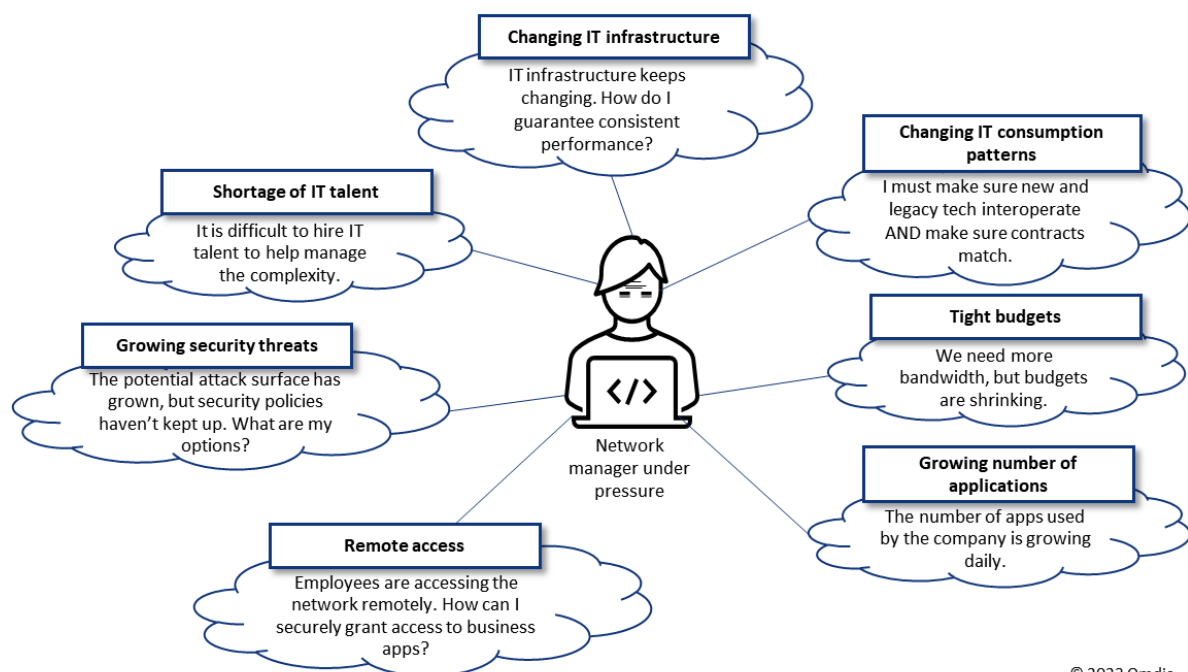 Changing IT infrastructure
IT infrastructure keeps
changing. How do I
guarantee consistent
performance?
Changing IT consumption
patterns
I must make sure new and
legacy tech interoperate
AND make sure contracts
match.
Shortage of IT talent
It is difficult to hire IT
talent to help manage
the complexity.
Tight budgets
We need more
bandwidth, but budgets
are shrinking.
Growing security threats
The potential attack surface has
grown, but security policies
haven’t kept up. What are my
options?
</>
Network
manager under
pressure
Growing number of
applications
The number of apps used
by the company is growing
daily.
Remote access
Employees are accessing the
network remotely. How can I
securely grant access to business
apps?
© 2023 Omdia